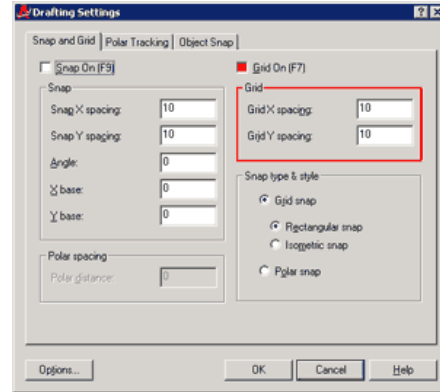 Drafting Settings
Snap and Grid Polar Tracking Object Snap
Snap On (F9)
Grid On (F7)
Snap
Snap X spacing: 10
Snap Y spacing: 10
Angle: 0
X base: 0
Y base: 0
Polar spacing
Polar distance: 0
Grid
Grid X spacing: 10
Grid Y spacing: 10
Snap type & style
Grid snap
Rectangular snap
Isometric snap
Polar snap
Options... OK Cancel Help